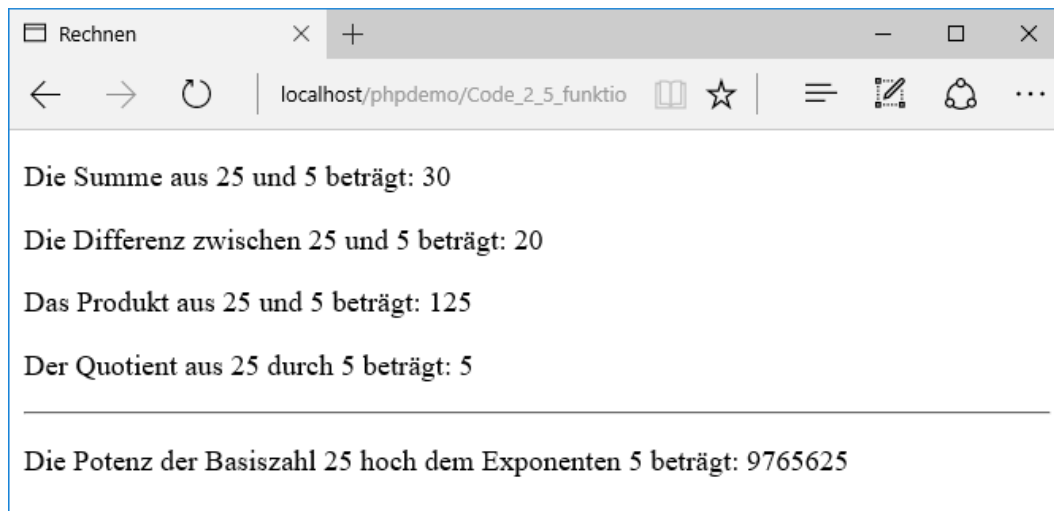 Rechnen
localhost/phpdemo/Code_2_5_funktio
Die Summe aus 25 und 5 beträgt: 30
Die Differenz zwischen 25 und 5 beträgt: 20
Das Produkt aus 25 und 5 beträgt: 125
Der Quotient aus 25 durch 5 beträgt: 5
Die Potenz der Basiszahl 25 hoch dem Exponenten 5 beträgt: 9765625